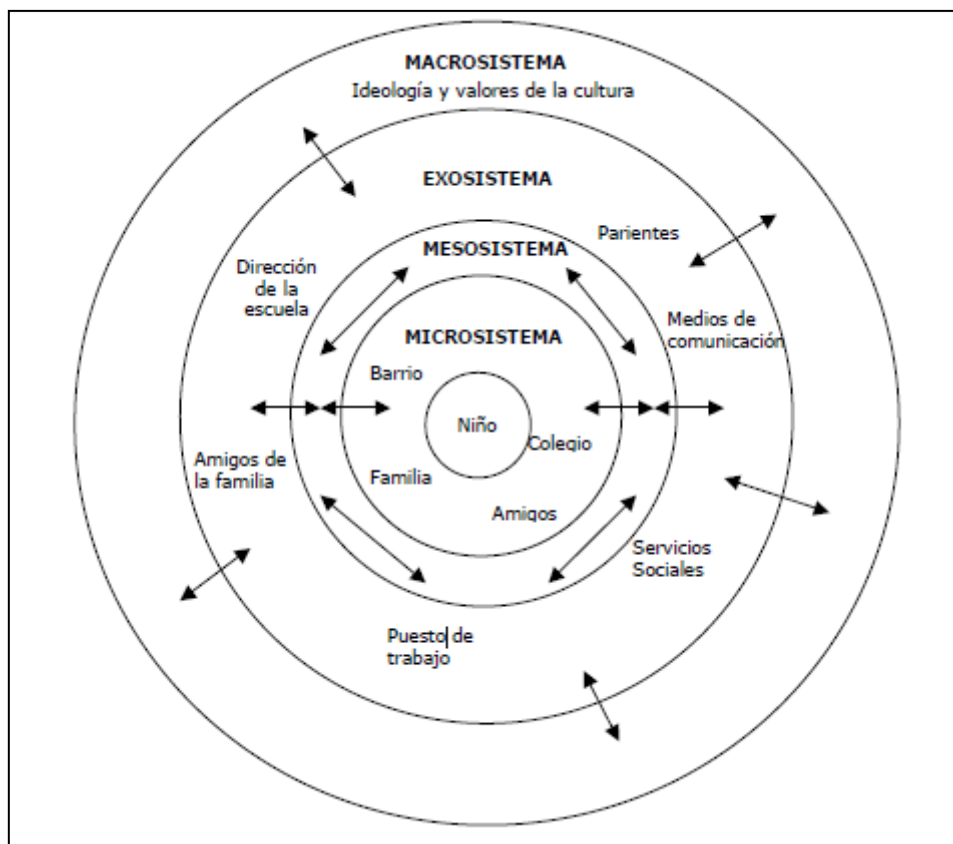 MACROSISTEMA
Ideología y valores de la cultura
EXOSISTEMA
Parientes
MESOSISTEMA
Dirección
de la
escuela
Medios de
comunicación
MICROSISTEMA
Barrio
Niño
Colegio
Amigos de
la familia
Familia
Amigos
Servicios
Sociales
Puesto de
trabajo